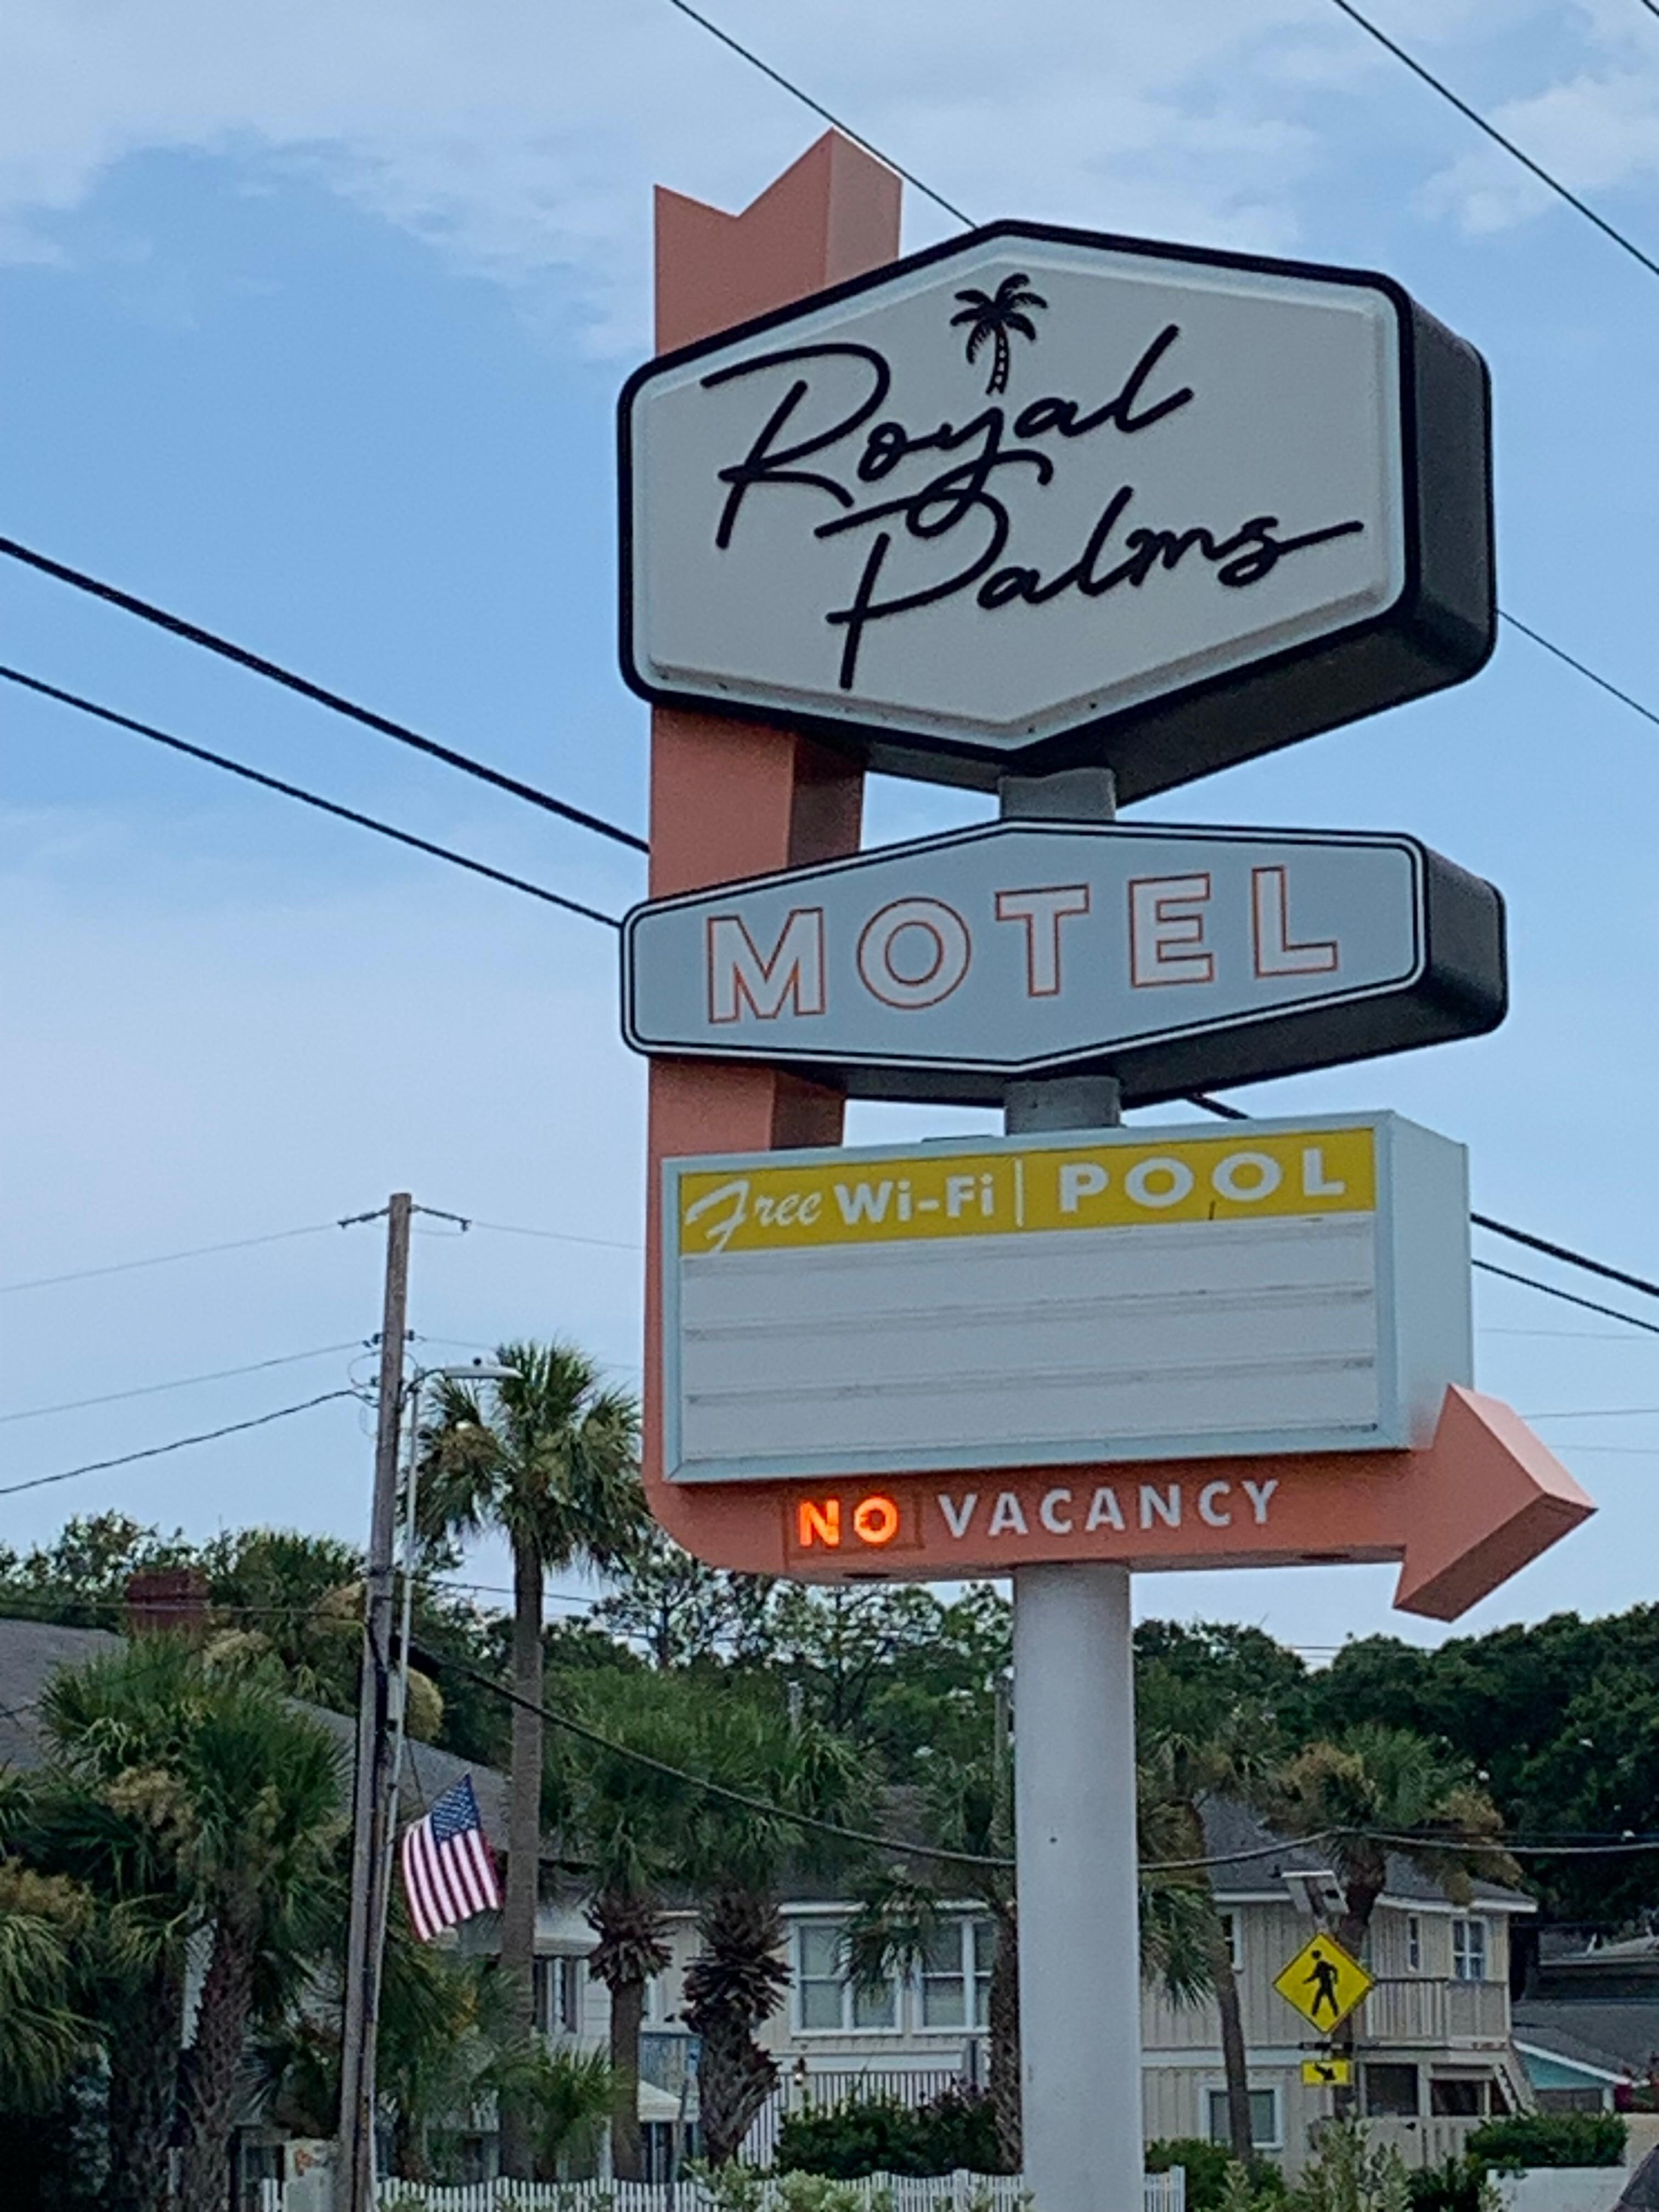 Royal
Palms
MOTEL
Free Wi-Fi | POOL
NO VACANCY